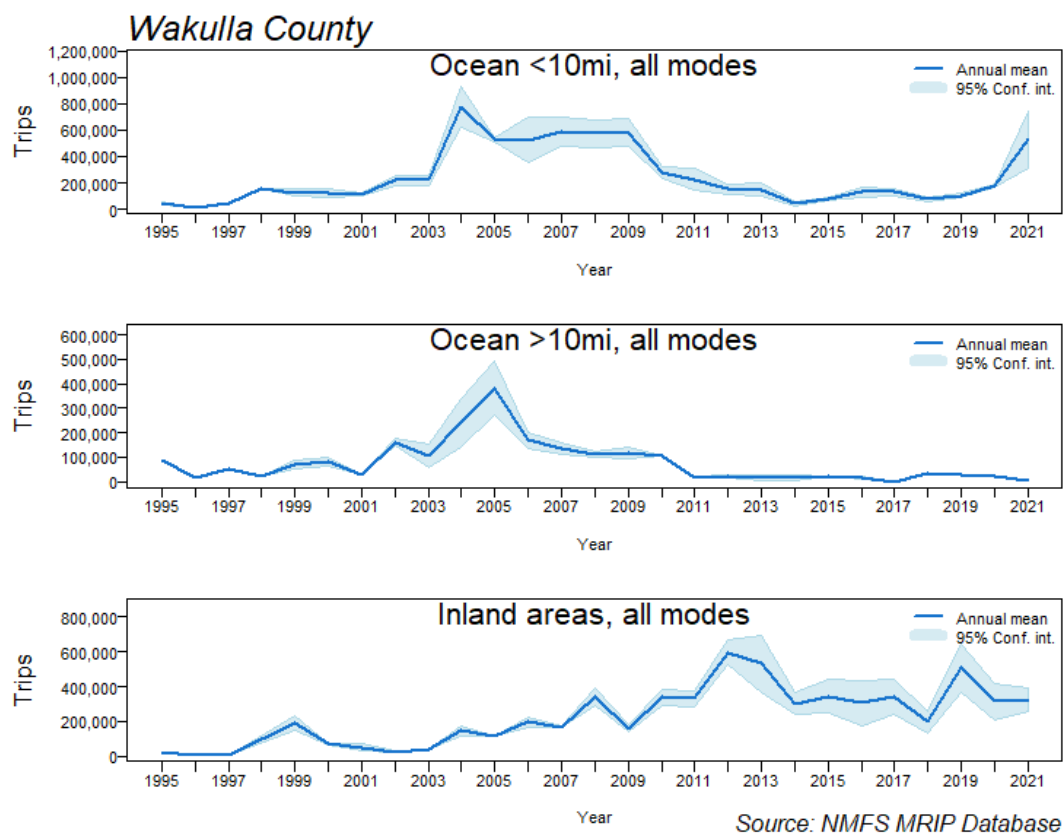 Wakulla County
Ocean <10mi, all modes
Annual mean
95% Conf. int.
Trips
1,200,000
1,000,000
800,000
600,000
400,000
200,000
0
1995 1997 1999 2001 2003 2005 2007 2009 2011 2013 2015 2017 2019 2021
Year
Ocean >10mi, all modes
Annual mean
95% Conf. int.
Trips
600,000
500,000
400,000
300,000
200,000
100,000
0
1995 1997 1999 2001 2003 2005 2007 2009 2011 2013 2015 2017 2019 2021
Year
Inland areas, all modes
Annual mean
95% Conf. int.
Trips
800,000
600,000
400,000
200,000
0
1995 1997 1999 2001 2003 2005 2007 2009 2011 2013 2015 2017 2019 2021
Year
Source: NMFS MRIP Database